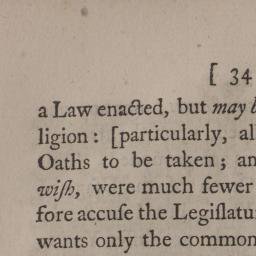 [ 34
a Law enacted, but may
ligion: [particularly, al
Oaths to be taken; an
wiſh, were much fewer
fore accuſe the Legiſlatu
wants only the common